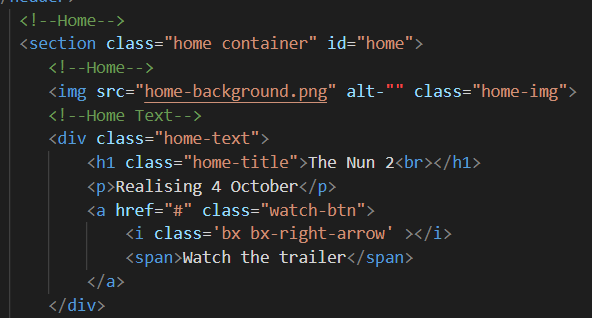 <!--Home-->
<section class="home container" id="home">
<!--Home-->
<img src="home-background.png" alt-"" class="home-img">
<!--Home Text-->
<div class="home-text">
<h1 class="home-title">The Nun 2<br></h1>
<p>Realising 4 October</p>
<a href="#" class="watch-btn">
<i class='bx bx-right-arrow' ></i>
<span>Watch the trailer</span>
</a>
</div>